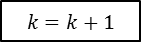 k = k + 1